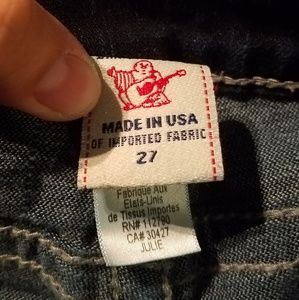 MADE IN USA
OF IMPORTED FABRIC
27
Fabrique Aux
Etats-Unis
de Tissus Importes
RN# 112790
CA# 30427
JULIE